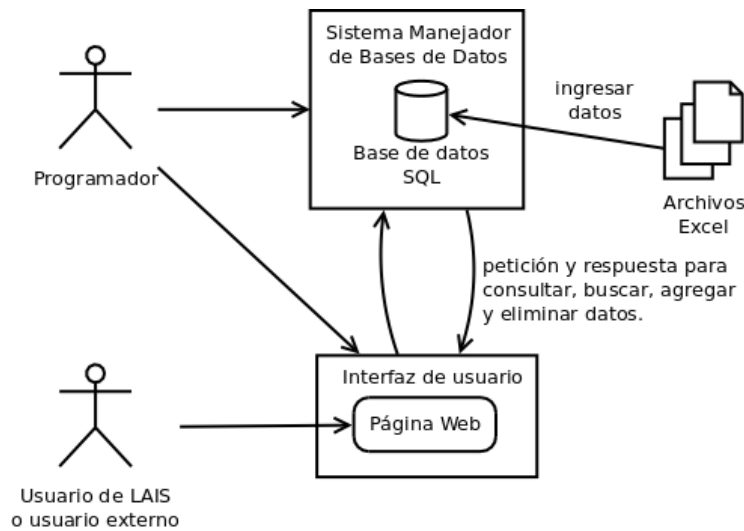 Sistema Manejador
de Bases de Datos
Base de datos
SQL
ingresar
datos
Archivos
Excel
Programador
petición y respuesta para
consultar, buscar, agregar
y eliminar datos.
Interfaz de usuario
Página Web
Usuario de LAIS
o usuario externo